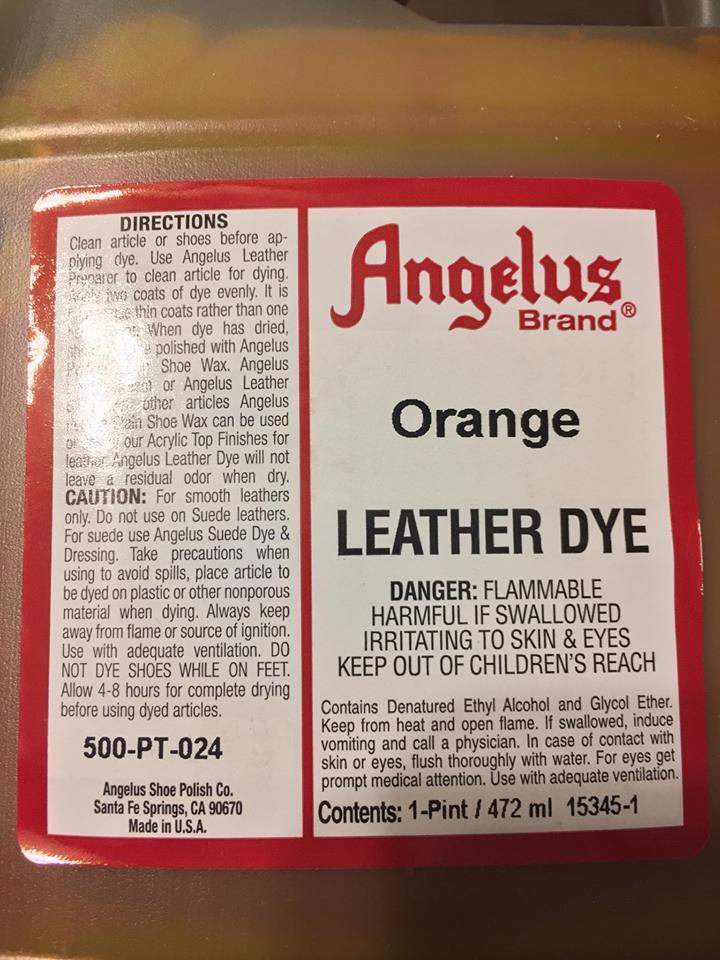 DIRECTIONS
Clean article or shoes before ap-
plying dye. Use Angelus Leather
Preparer to clean article for dying.
two coats of dye evenly. It is
thin coats rather than one
When dye has dried,
polished with Angelus
Shoe Wax. Angelus
or Angelus Leather
other articles Angelus
Shoe Wax can be used
our Acrylic Top Finishes for
leather. Angelus Leather Dye will not
leave a residual odor when dry.
CAUTION: For smooth leathers
only. Do not use on Suede leathers.
For suede use Angelus Suede Dye &
Dressing. Take precautions when
using to avoid spills, place article to
be dyed on plastic or other nonporous
material when dying. Always keep
away from flame or source of ignition.
Use with adequate ventilation. DO
NOT DYE SHOES WHILE ON FEET.
Allow 4-8 hours for complete drying
before using dyed articles.
500-PT-024
Angelus Shoe Polish Co.
Santa Fe Springs, CA 90670
Made in U.S.A.
Angelus
Brand®
Orange
LEATHER DYE
DANGER: FLAMMABLE
HARMFUL IF SWALLOWED
IRRITATING TO SKIN & EYES
KEEP OUT OF CHILDREN'S REACH
Contains Denatured Ethyl Alcohol and Glycol Ether.
Keep from heat and open flame. If swallowed, induce
vomiting and call a physician. In case of contact with
skin or eyes, flush thoroughly with water. For eyes get
prompt medical attention. Use with adequate ventilation.
Contents: 1-Pint / 472 ml 15345-1